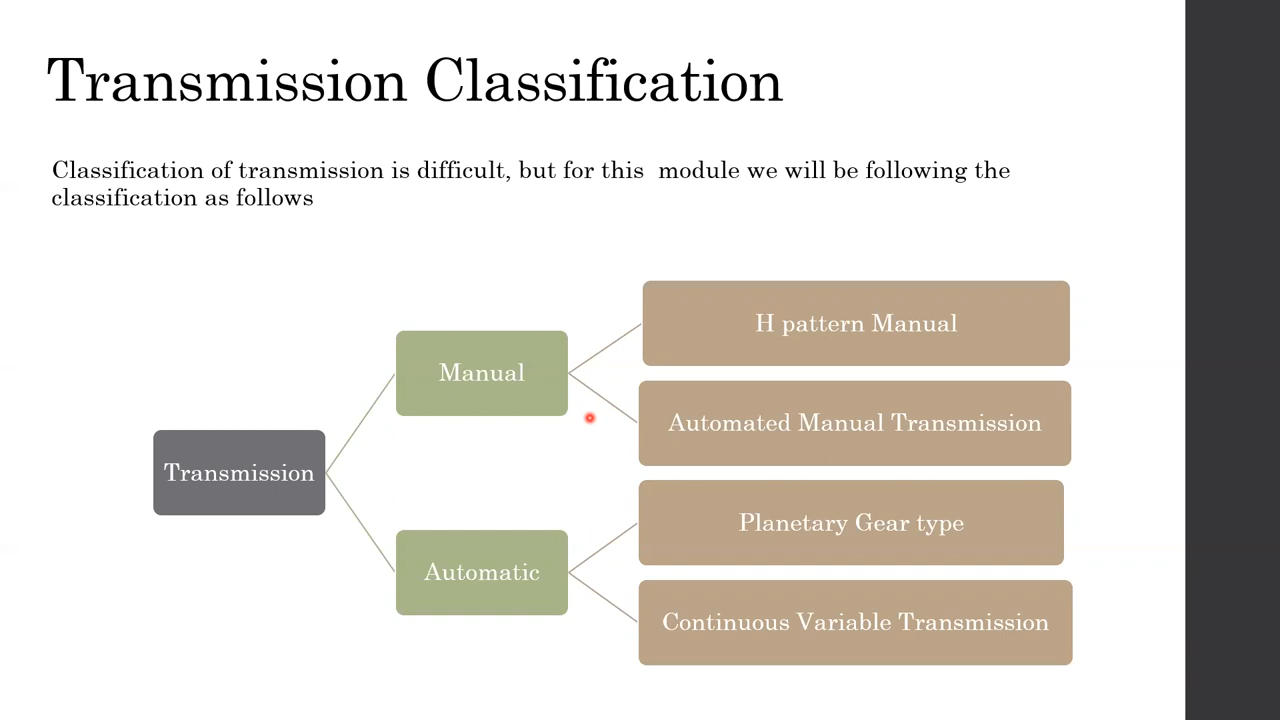 Transmission Classification
Classification of transmission is difficult, but for this  module we will be following the
classification as follows
H pattern Manual
Manual
Automated Manual Transmission
Transmission
Planetary Gear type
Automatic
Continuous Variable Transmission